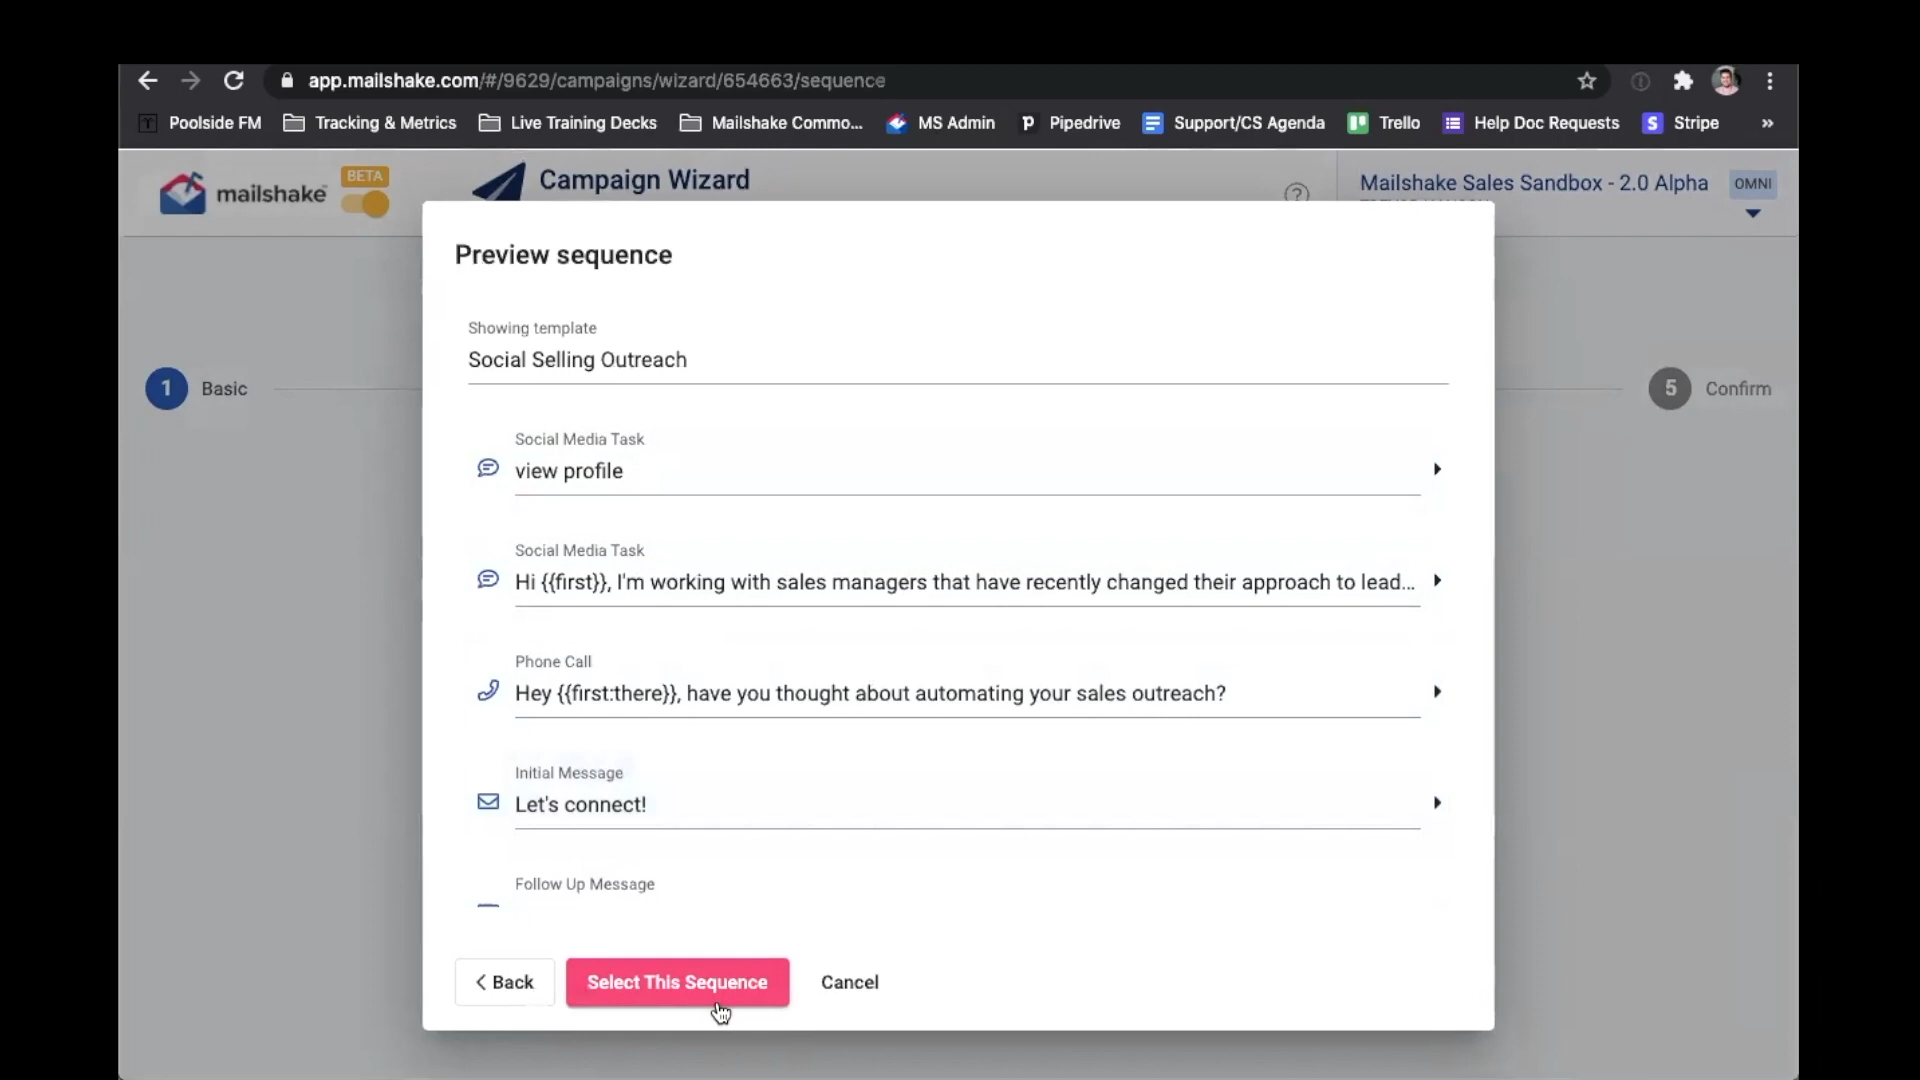 app.mailshake.com/#/9629/campaigns/wizard/654663/sequence
Poolside FM
Tracking & Metrics
Live Training Decks
Mailshake Commo...
MS Admin
Pipedrive
Support/CS Agenda
Trello
Help Doc Requests
S Stripe
»
mailshake
BETA
Campaign Wizard
?
Mailshake Sales Sandbox - 2.0 Alpha
OMNI
Preview sequence
Showing template
Social Selling Outreach
1 Basic
5 Confirm
Social Media Task
view profile
Social Media Task
Hi {{first}}, I'm working with sales managers that have recently changed their approach to lead...
Phone Call
Hey {{first:there}}, have you thought about automating your sales outreach?
Initial Message
Let's connect!
Follow Up Message
< Back
Select This Sequence
Cancel